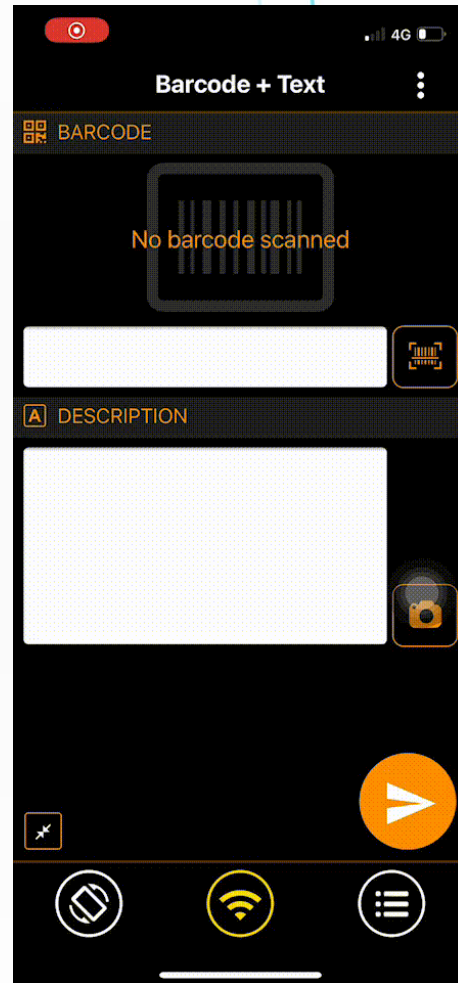 4G
Barcode + Text
BARCODE
No barcode scanned
A DESCRIPTION